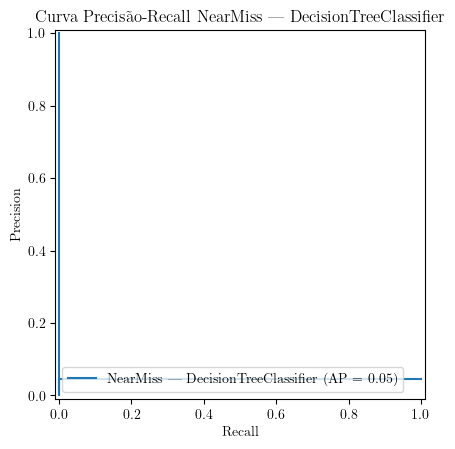 Curva Precisão-Recall NearMiss — DecisionTreeClassifier
1.0
0.8
0.6
0.4
0.2
0.0
Precision
NearMiss — DecisionTreeClassifier (AP = 0.05)
0.0 0.2 0.4 0.6 0.8 1.0
Recall